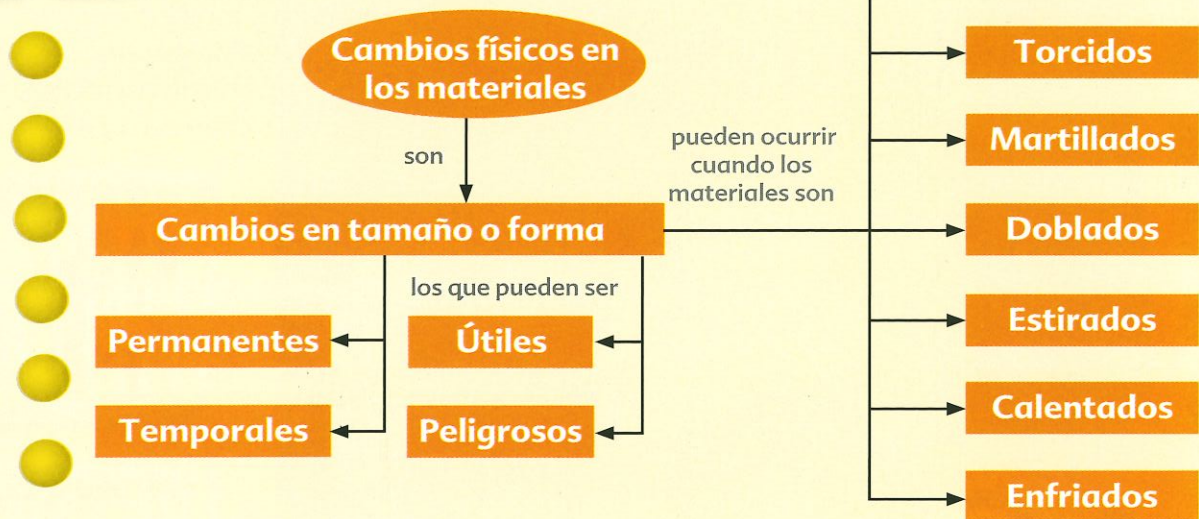 Cambios físicos en
los materiales
son
Cambios en tamaño o forma
los que pueden ser
Permanentes
Temporales
Útiles
Peligrosos
pueden ocurrir
cuando los
materiales son
Torcidos
Martillados
Doblados
Estirados
Calentados
Enfriados